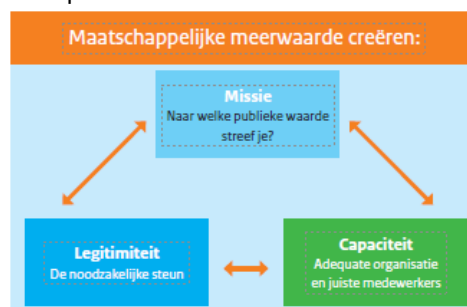 Maatschappelijke meerwaarde creëren:
Missie
Naar welke publieke waarde
streef je?
Legitimiteit
De noodzakelijke steun
Capaciteit
Adequate organisatie
en juiste medewerkers